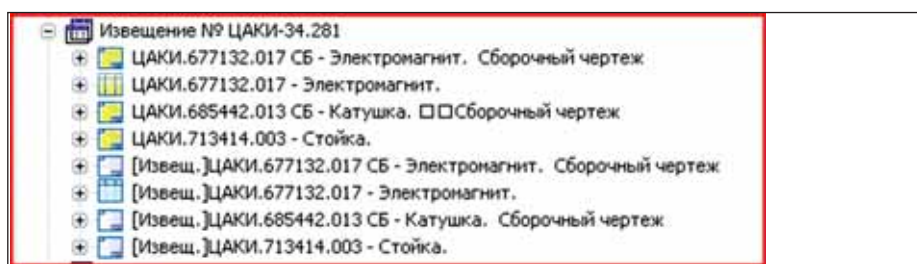 Извещение № ЦАКИ-34.281
ЦАКИ.677132.017 СБ - Электромагнит. Сборочный чертеж
ЦАКИ.677132.017 - Электромагнит.
ЦАКИ.685442.013 СБ - Катушка. □□Сборочный чертеж
ЦАКИ.713414.003 - Стойка.
[Извещ.]ЦАКИ.677132.017 СБ - Электромагнит. Сборочный чертеж
[Извещ.]ЦАКИ.677132.017 - Электромагнит.
[Извещ.]ЦАКИ.685442.013 СБ - Катушка. Сборочный чертеж
[Извещ.]ЦАКИ.713414.003 - Стойка.